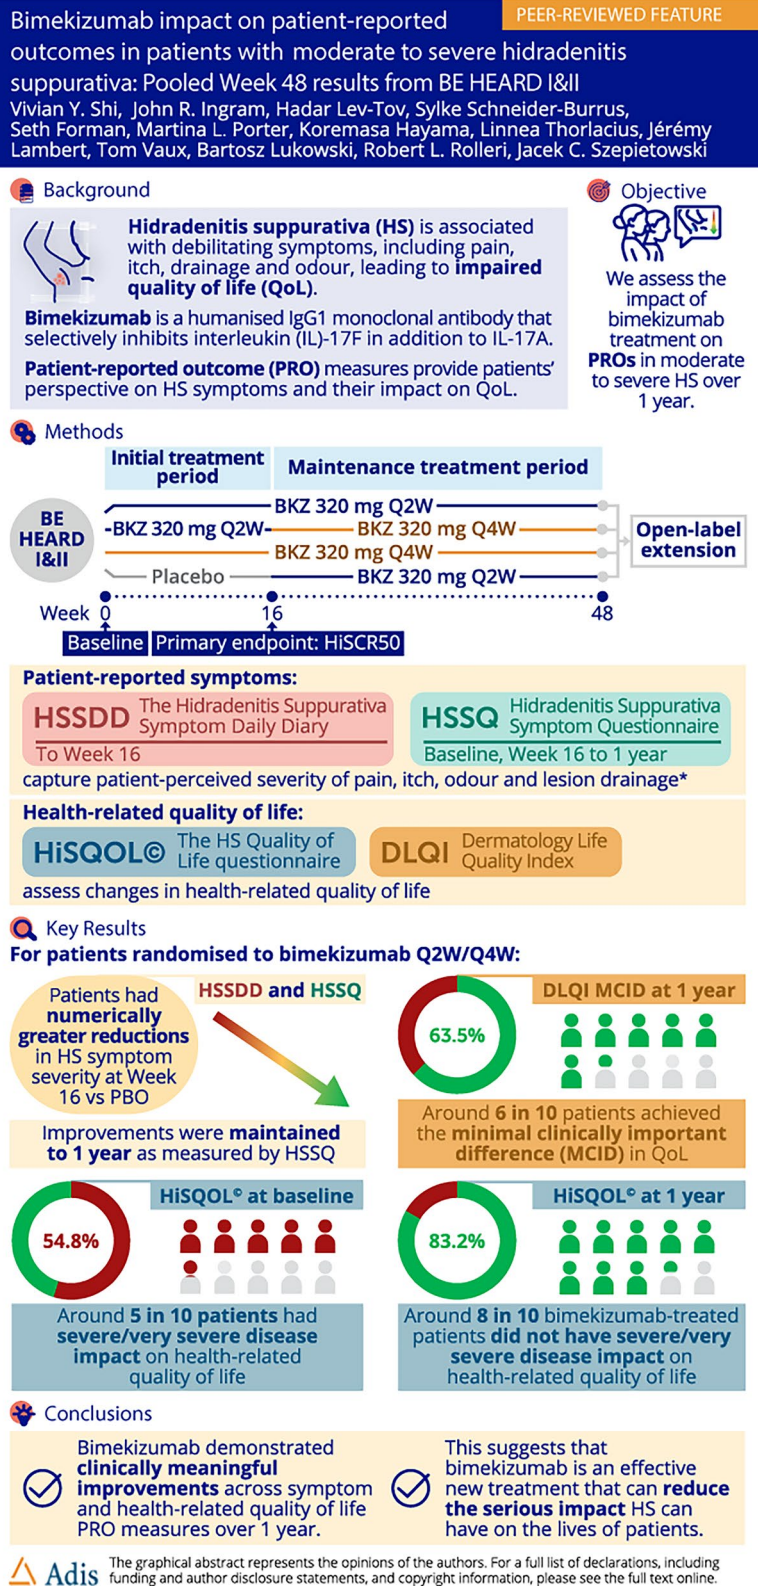 PEER-REVIEWED FEATURE
Bimekizumab impact on patient-reported
outcomes in patients with moderate to severe hidradenitis
suppurativa: Pooled Week 48 results from BE HEARD I&II
Vivian Y. Shi, John R. Ingram, Hadar Lev-Tov, Sylke Schneider-Burrus,
Seth Forman, Martina L. Porter, Koremasa Hayama, Linnea Thorlacius, Jérémy
Lambert, Tom Vaux, Bartosz Lukowski, Robert L. Rolleri, Jacek C. Szepietowski
Background
Hidradenitis suppurativa (HS) is associated
with debilitating symptoms, including pain,
itch, drainage and odour, leading to impaired
quality of life (QoL).
Bimekizumab is a humanised IgG1 monoclonal antibody that
selectively inhibits interleukin (IL)-17F in addition to IL-17A.
Patient-reported outcome (PRO) measures provide patients'
perspective on HS symptoms and their impact on QoL.
Objective
We assess the
impact of
bimekizumab
treatment on
PROs in moderate
to severe HS over
1 year.
Methods
Initial treatment
period
Maintenance treatment period
BE
HEARD
I&II
BKZ 320 mg Q2W
BKZ 320 mg Q2W
BKZ 320 mg Q4W
BKZ 320 mg Q4W
Placebo
BKZ 320 mg Q2W
Open-label
extension
Week 0 16 48
Baseline
Primary endpoint: HiSCR50
Patient-reported symptoms:
HSSDD
The Hidradenitis Suppurativa
Symptom Daily Diary
To Week 16
HSSQ
Hidradenitis Suppurativa
Symptom Questionnaire
Baseline, Week 16 to 1 year
capture patient-perceived severity of pain, itch, odour and lesion drainage*
Health-related quality of life:
HiSQOL©
The HS Quality of
Life questionnaire
DLQI
Dermatology Life
Quality Index
assess changes in health-related quality of life
Key Results
For patients randomised to bimekizumab Q2W/Q4W:
Patients had
numerically
greater reductions
in HS symptom
severity at Week
16 vs PBO
HSSDD and HSSQ
Improvements were maintained
to 1 year as measured by HSSQ
63.5%
DLQI MCID at 1 year
Around 6 in 10 patients achieved
the minimal clinically important
difference (MCID) in QoL
54.8%
HiSQOL© at baseline
Around 5 in 10 patients had
severe/very severe disease
impact on health-related
quality of life
83.2%
HiSQOL© at 1 year
Around 8 in 10 bimekizumab-treated
patients did not have severe/very
severe disease impact on
health-related quality of life
Conclusions
Bimekizumab demonstrated
clinically meaningful
improvements across symptom
and health-related quality of life
PRO measures over 1 year.
This suggests that
bimekizumab is an effective
new treatment that can reduce
the serious impact HS can
have on the lives of patients.
Adis
The graphical abstract represents the opinions of the authors. For a full list of declarations, including
funding and author disclosure statements, and copyright information, please see the full text online.